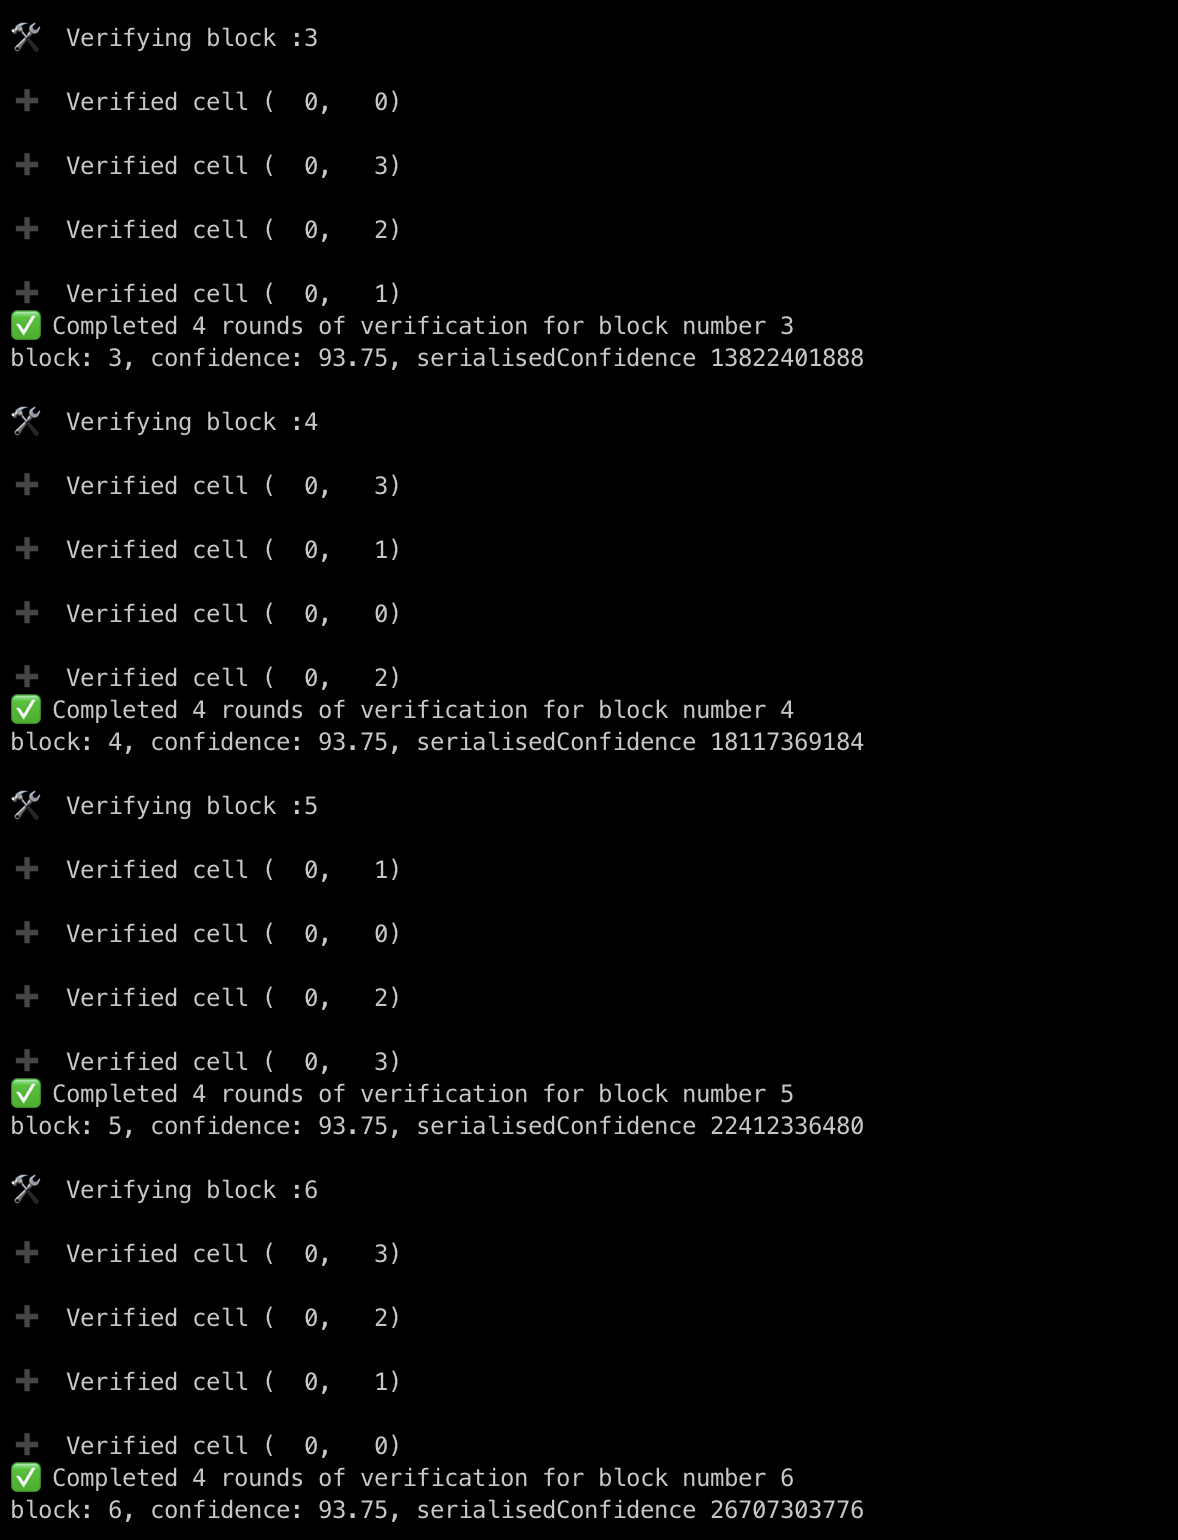 🛠 Verifying block :3
➕ Verified cell (  0,   0)
➕ Verified cell (  0,   3)
➕ Verified cell (  0,   2)
➕ Verified cell (  0,   1)
✅ Completed 4 rounds of verification for block number 3
block: 3, confidence: 93.75, serialisedConfidence 13822401888
🛠 Verifying block :4
➕ Verified cell (  0,   3)
➕ Verified cell (  0,   1)
➕ Verified cell (  0,   0)
➕ Verified cell (  0,   2)
✅ Completed 4 rounds of verification for block number 4
block: 4, confidence: 93.75, serialisedConfidence 18117369184
🛠 Verifying block :5
➕ Verified cell (  0,   1)
➕ Verified cell (  0,   0)
➕ Verified cell (  0,   2)
➕ Verified cell (  0,   3)
✅ Completed 4 rounds of verification for block number 5
block: 5, confidence: 93.75, serialisedConfidence 22412336480
🛠 Verifying block :6
➕ Verified cell (  0,   3)
➕ Verified cell (  0,   2)
➕ Verified cell (  0,   1)
➕ Verified cell (  0,   0)
✅ Completed 4 rounds of verification for block number 6
block: 6, confidence: 93.75, serialisedConfidence 26707303776